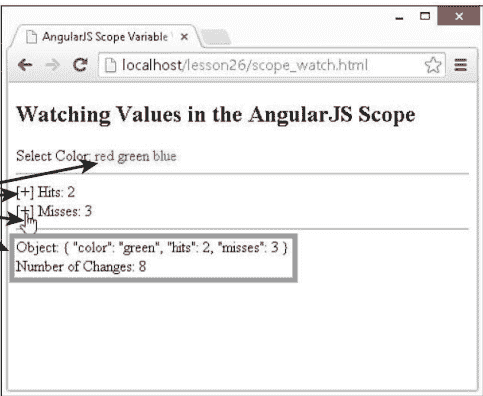 AngularJS Scope Variable
localhost/lesson26/scope_watch.html
Watching Values in the AngularJS Scope
Select Color: red green blue
[+] Hits: 2
[+] Misses: 3
Object: { "color": "green", "hits": 2, "misses": 3 }
Number of Changes: 8